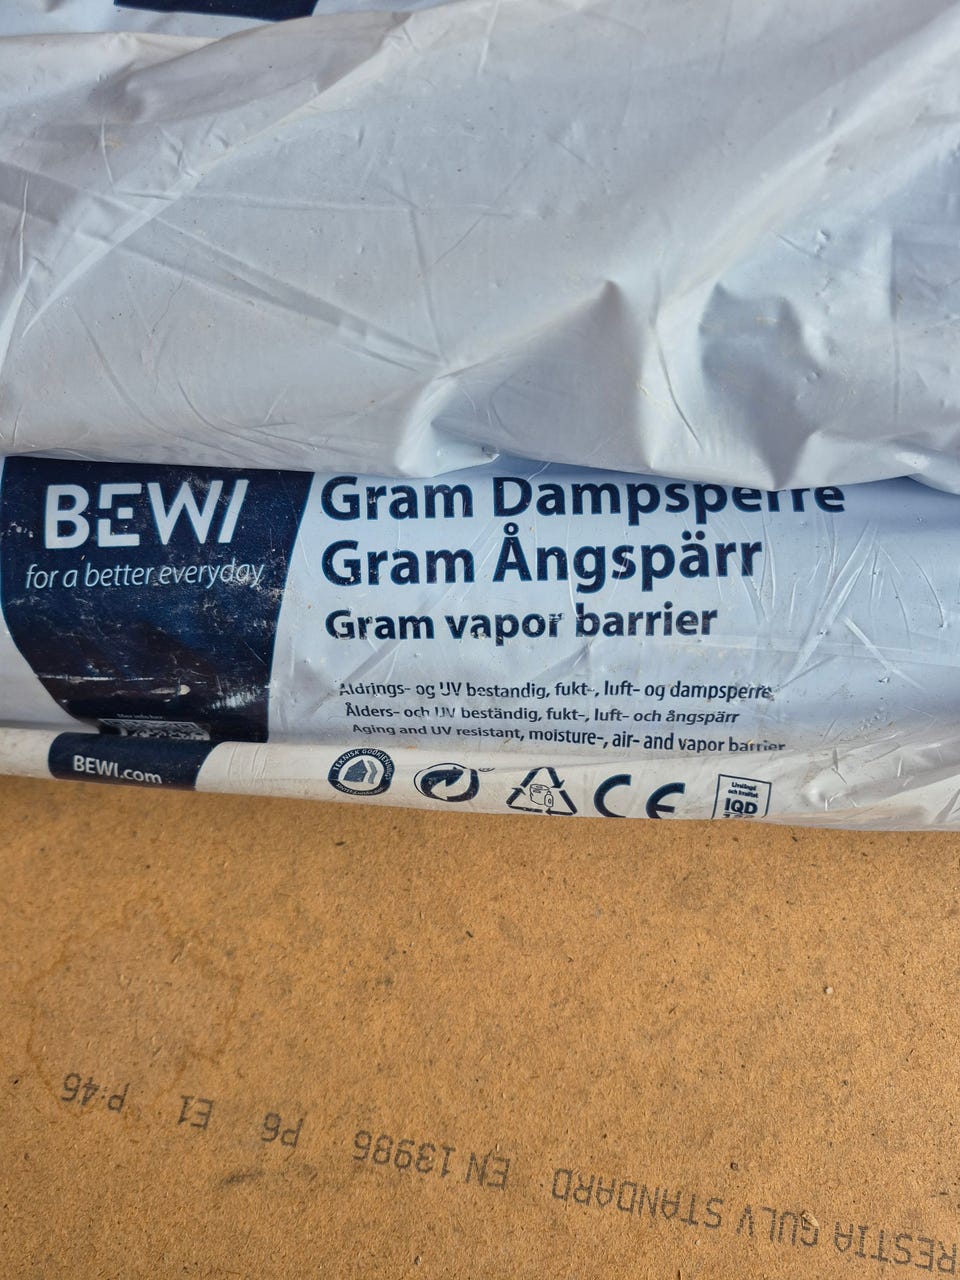 BEWI
for a better everyday
Gram Dampsperre
Gram Ångspärr
Gram vapor barrier
Aldrings- og UV bestandig, fukt-, luft- og dampsperre
Ålders- och UV beständig, fukt-, luft- och ångspärr
Aging and UV resistant, moisture-, air- and vapor barrier
BEWI.com
TEKNISK GODKJENNING
CE
IQD
RESTIA GULV STANDARD EN 13986 P6 E1 P:46